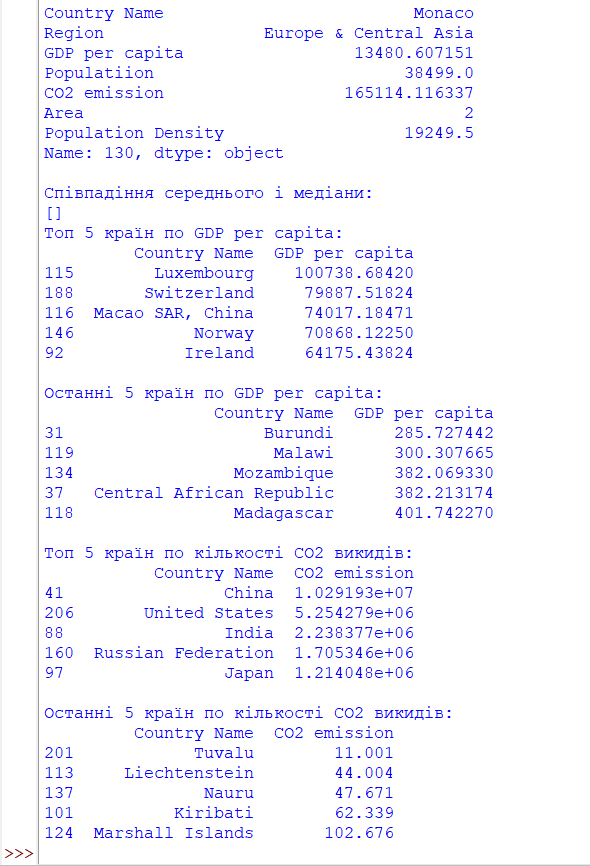 Country Name                         Monaco
Region                Europe & Central Asia
GDP per capita                 13480.607151
Populatiion                         38499.0
CO2 emission                  165114.116337
Area                                      2
Population Density                  19249.5
Name: 130, dtype: object
Співпадіння середнього і медіани:
[]
Топ 5 країн по GDP per capita:
         Country Name  GDP per capita
115        Luxembourg    100738.68420
188       Switzerland     79887.51824
116  Macao SAR, China     74017.18471
146            Norway     70868.12250
92            Ireland     64175.43824
Останні 5 країн по GDP per capita:
                 Country Name  GDP per capita
31                    Burundi      285.727442
119                    Malawi      300.307665
134                Mozambique      382.069330
37   Central African Republic      382.213174
118                Madagascar      401.742270
Топ 5 країн по кількості CO2 викидів:
           Country Name  CO2 emission
41                China  1.029193e+07
206       United States  5.254279e+06
88                India  2.238377e+06
160  Russian Federation  1.705346e+06
97                Japan  1.214048e+06
Останні 5 країн по кількості CO2 викидів:
         Country Name  CO2 emission
201            Tuvalu        11.001
113     Liechtenstein        44.004
137             Nauru        47.671
101          Kiribati        62.339
124  Marshall Islands       102.676
>>>